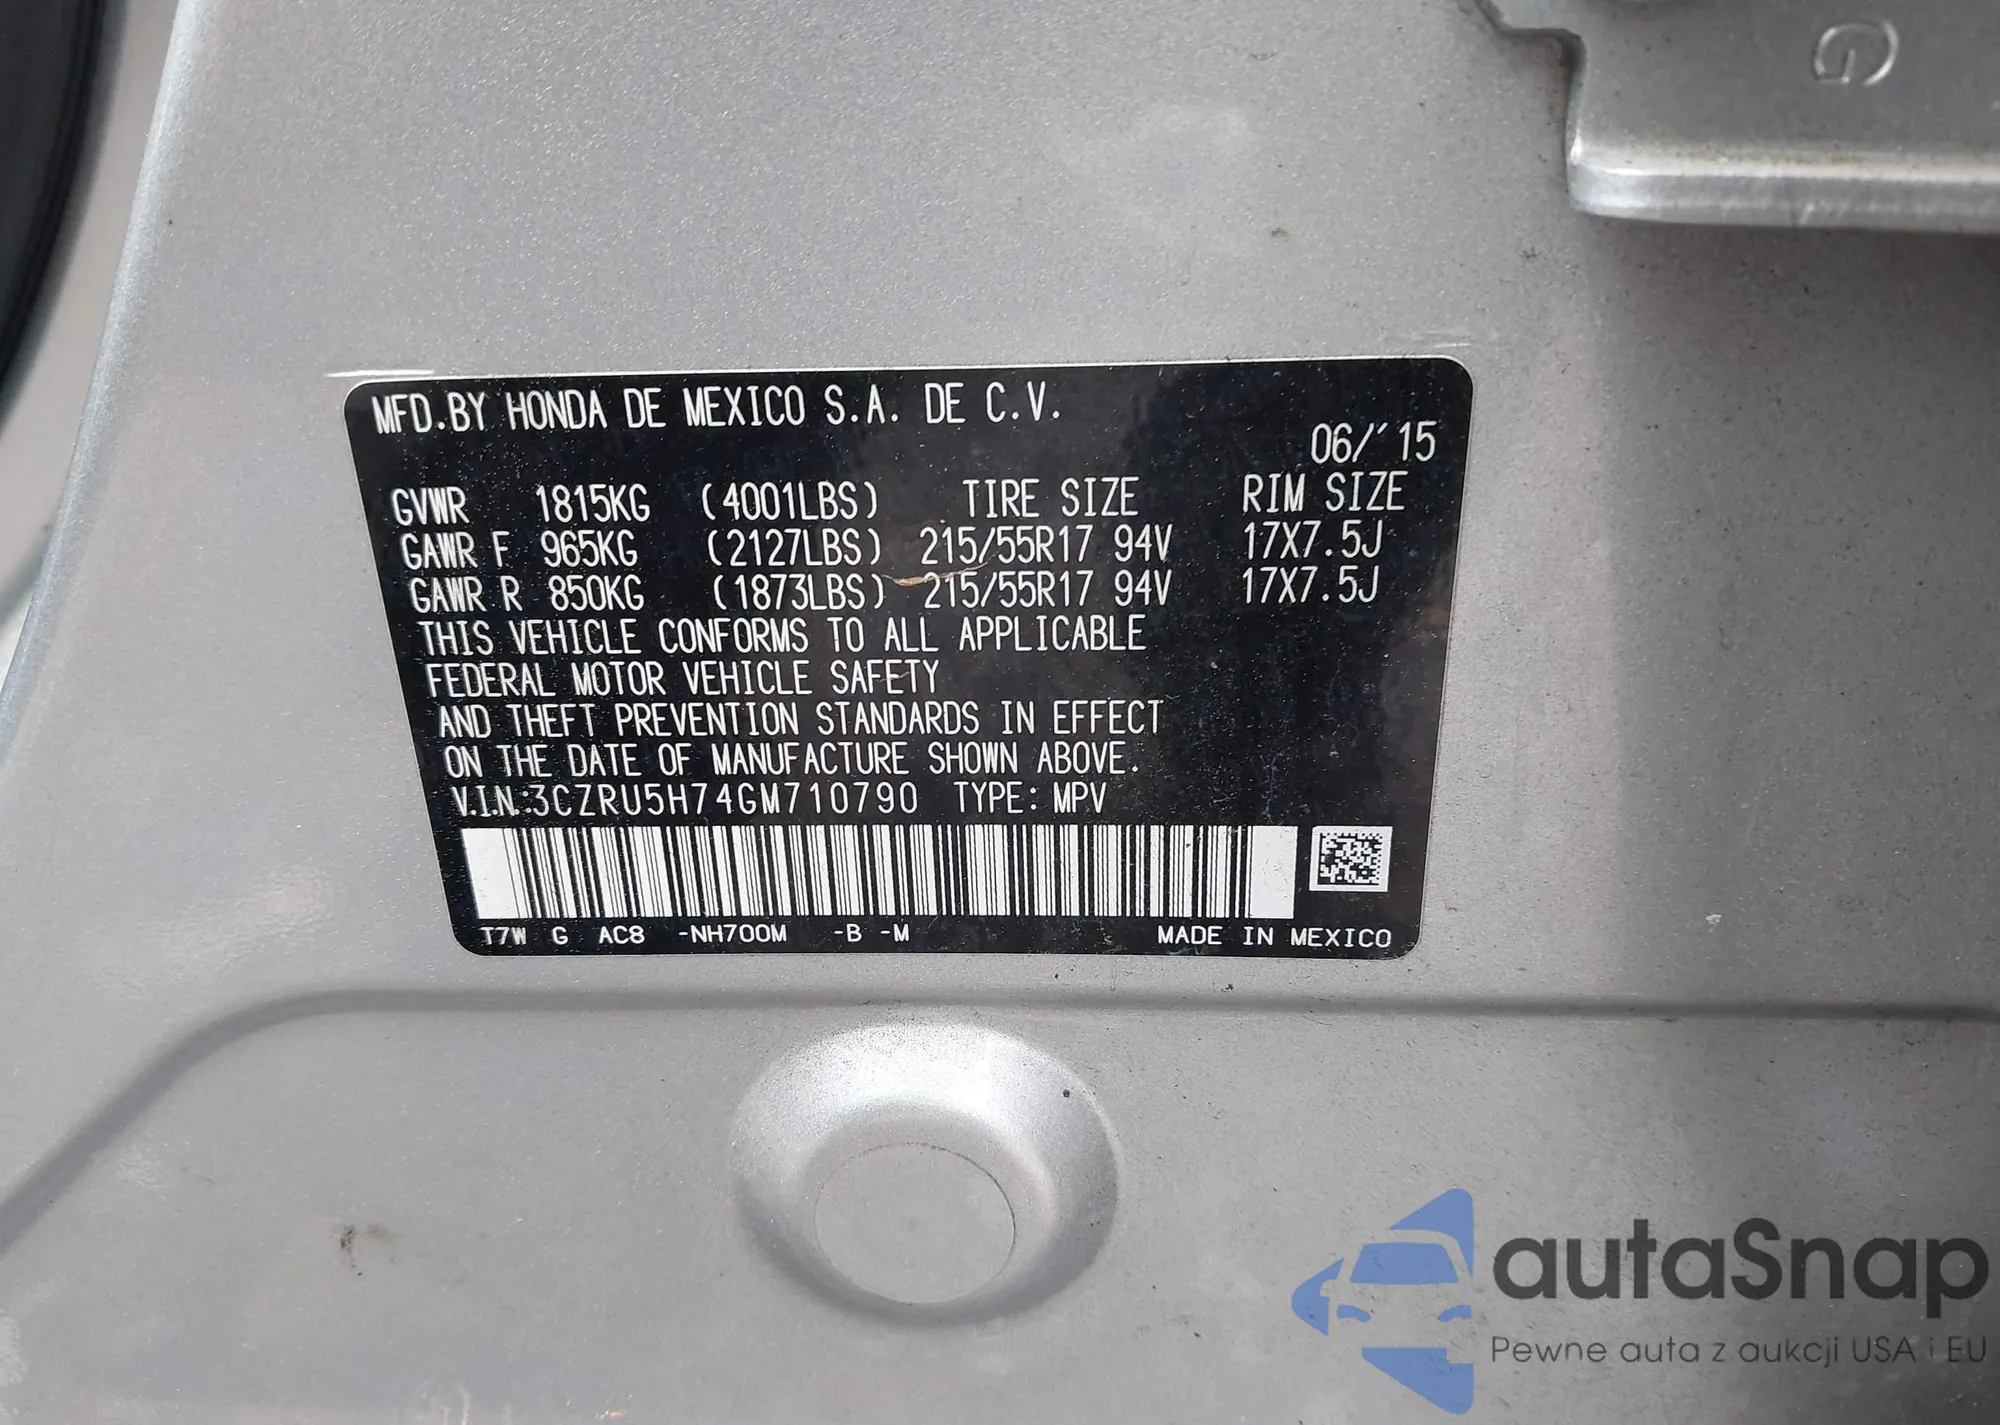 G
MFD.BY HONDA DE MEXICO S.A. DE C.V.
06/'15
GVWR 1815KG (4001LBS) TIRE SIZE RIM SIZE
GAWR F 965KG (2127LBS) 215/55R17 94V 17X7.5J
GAWR R 850KG (1873LBS) 215/55R17 94V 17X7.5J
THIS VEHICLE CONFORMS TO ALL APPLICABLE
FEDERAL MOTOR VEHICLE SAFETY
AND THEFT PREVENTION STANDARDS IN EFFECT
ON THE DATE OF MANUFACTURE SHOWN ABOVE.
V.I.N.:3CZRU5H74GM710790 TYPE: MPV
T7W G AC8 -NH700M -B -M MADE IN MEXICO
autaSnap
Pewne auta z aukcji USA i EU